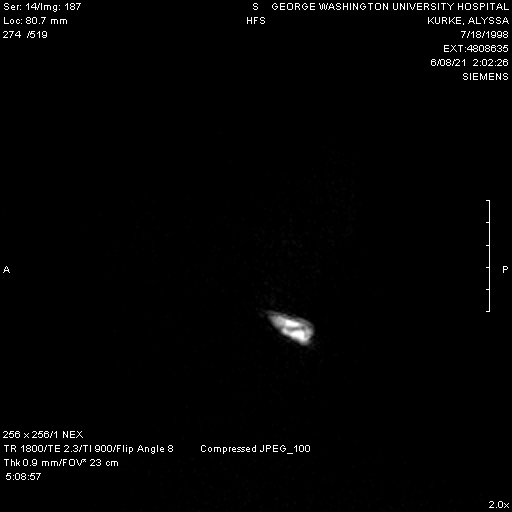 Ser: 14/Img: 187
Loc: 80.7 mm
274 /519
S GEORGE WASHINGTON UNIVERSITY HOSPITAL
HFS KURKE, ALYSSA
7/18/1998
EXT:4808635
6/08/21 2:02:26
SIEMENS
A
P
256 x 256/1 NEX
TR 1800/TE 2.3/TI 900/Flip Angle 8 Compressed JPEG_100
Thk 0.9 mm/FOV* 23 cm
5:08:57
2.0x